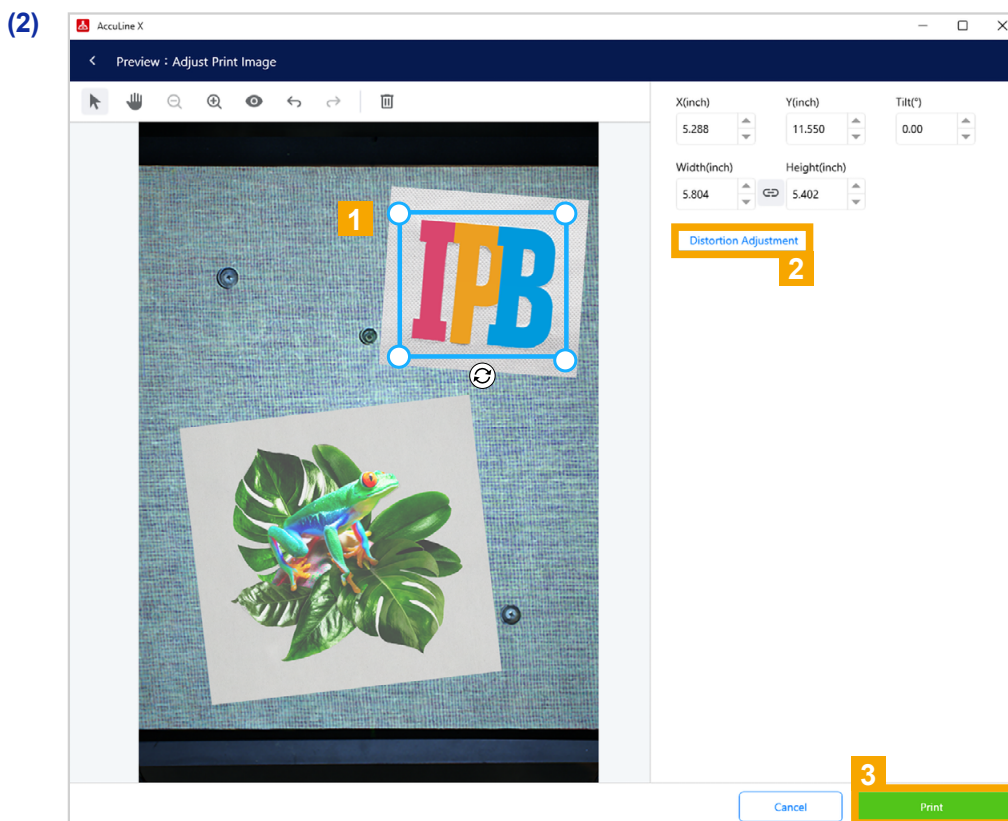 (2)
AccuLine X
Preview : Adjust Print Image
X(inch) Y(inch) Tilt(°)
5.288 11.550 0.00
Width(inch) Height(inch)
5.804 5.402
1
IPB
Distortion Adjustment
2
3
Cancel Print